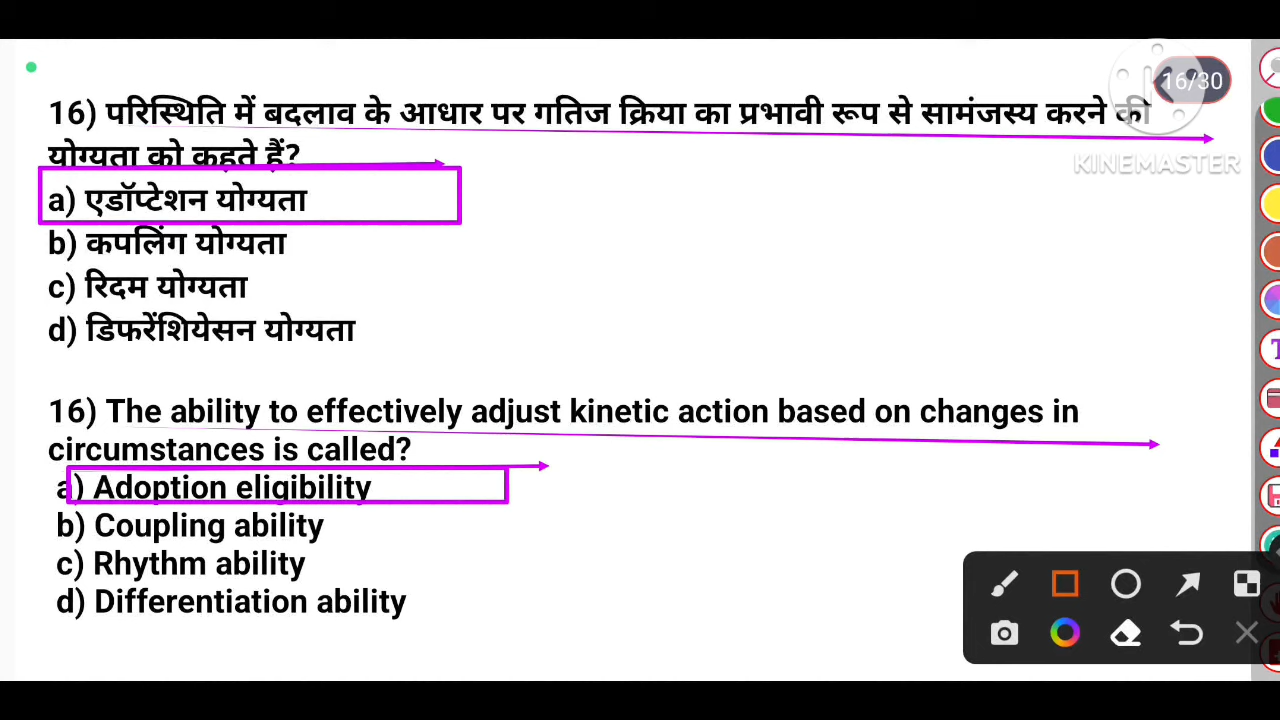 16/30
16) परिस्थिति में बदलाव के आधार पर गतिज क्रिया का प्रभावी रूप से सामंजस्य करने की
योग्यता को कहते हैं?
KINEMASTER
a) एडॉप्टेशन योग्यता
b) कपलिंग योग्यता
c) रिदम योग्यता
d) डिफरेंशियेसन योग्यता
16) The ability to effectively adjust kinetic action based on changes in
circumstances is called?
a) Adoption eligibility
b) Coupling ability
c) Rhythm ability
d) Differentiation ability